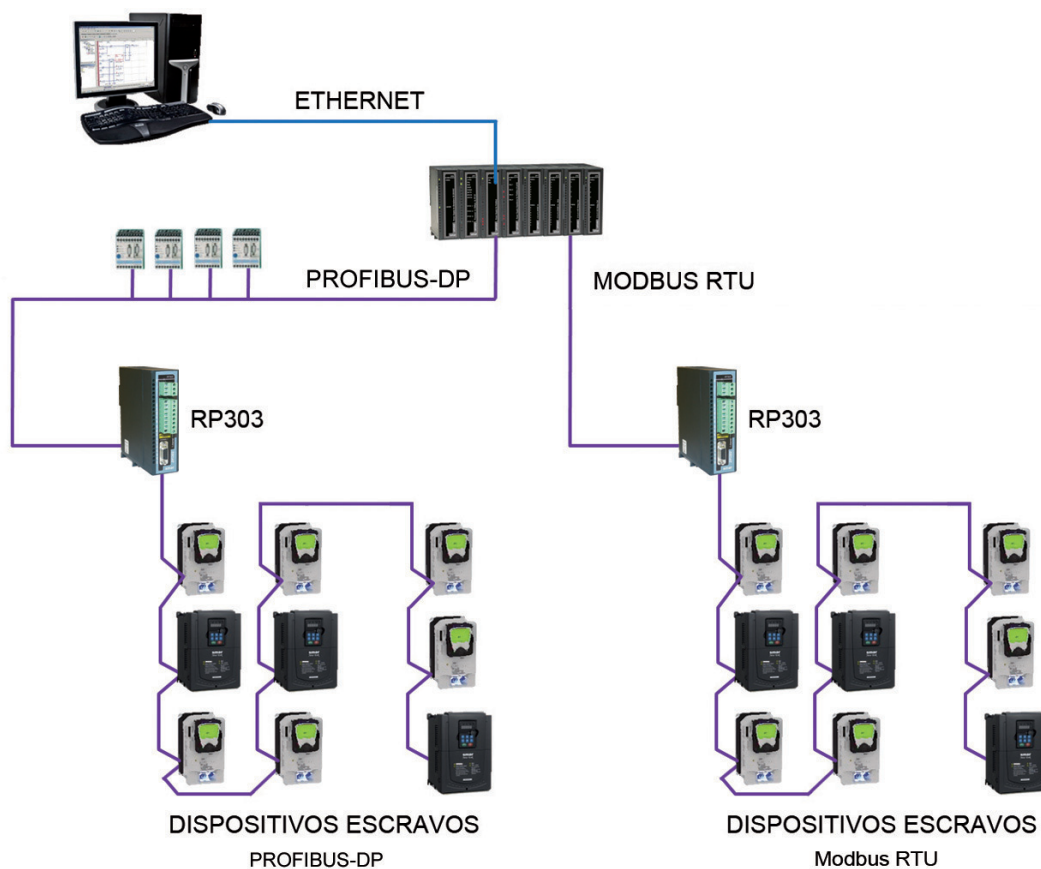 ETHERNET
PROFIBUS-DP
MODBUS RTU
RP303
RP303
DISPOSITIVOS ESCRAVOS
PROFIBUS-DP
DISPOSITIVOS ESCRAVOS
Modbus RTU